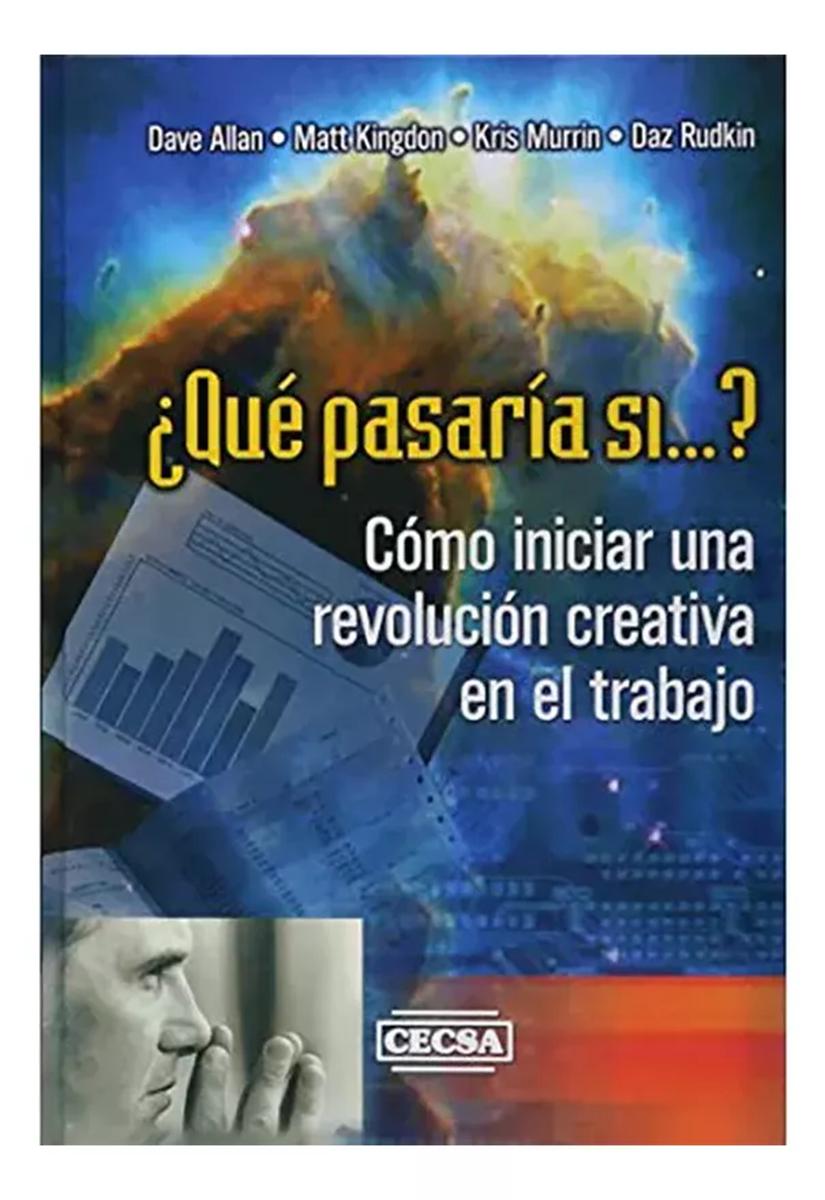 Dave Allan • Matt Kingdon • Kris Murrin • Daz Rudkin
¿Qué pasaría si...?
Cómo iniciar una
revolución creativa
en el trabajo
CECSA